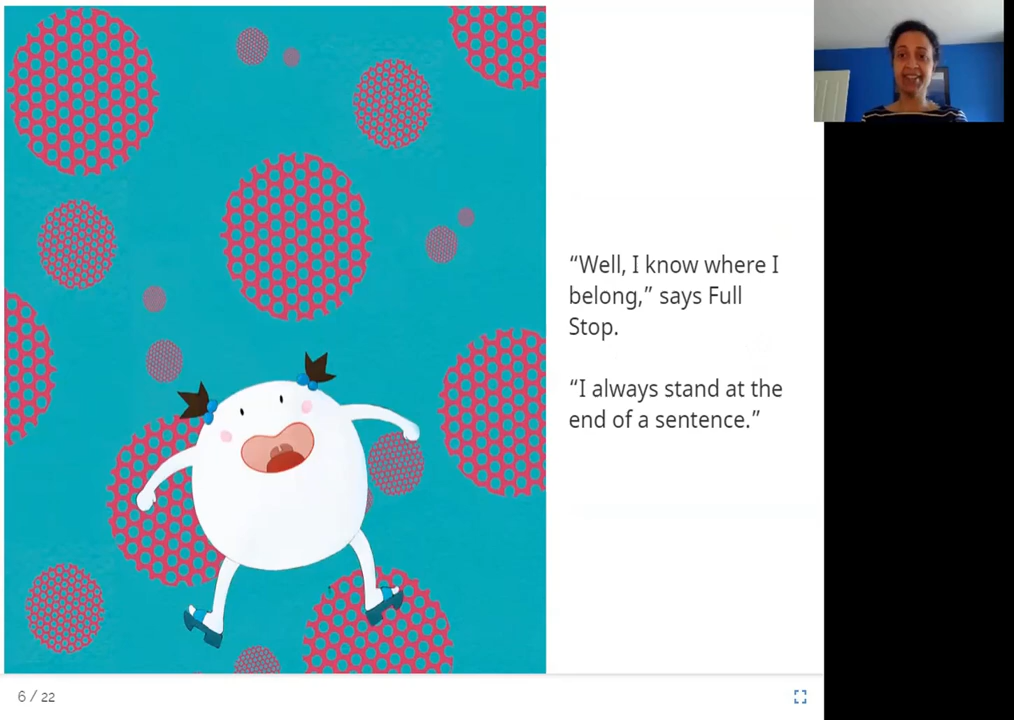 “Well, I know where I
belong,” says Full
Stop.
“I always stand at the
end of a sentence.”
6 / 22